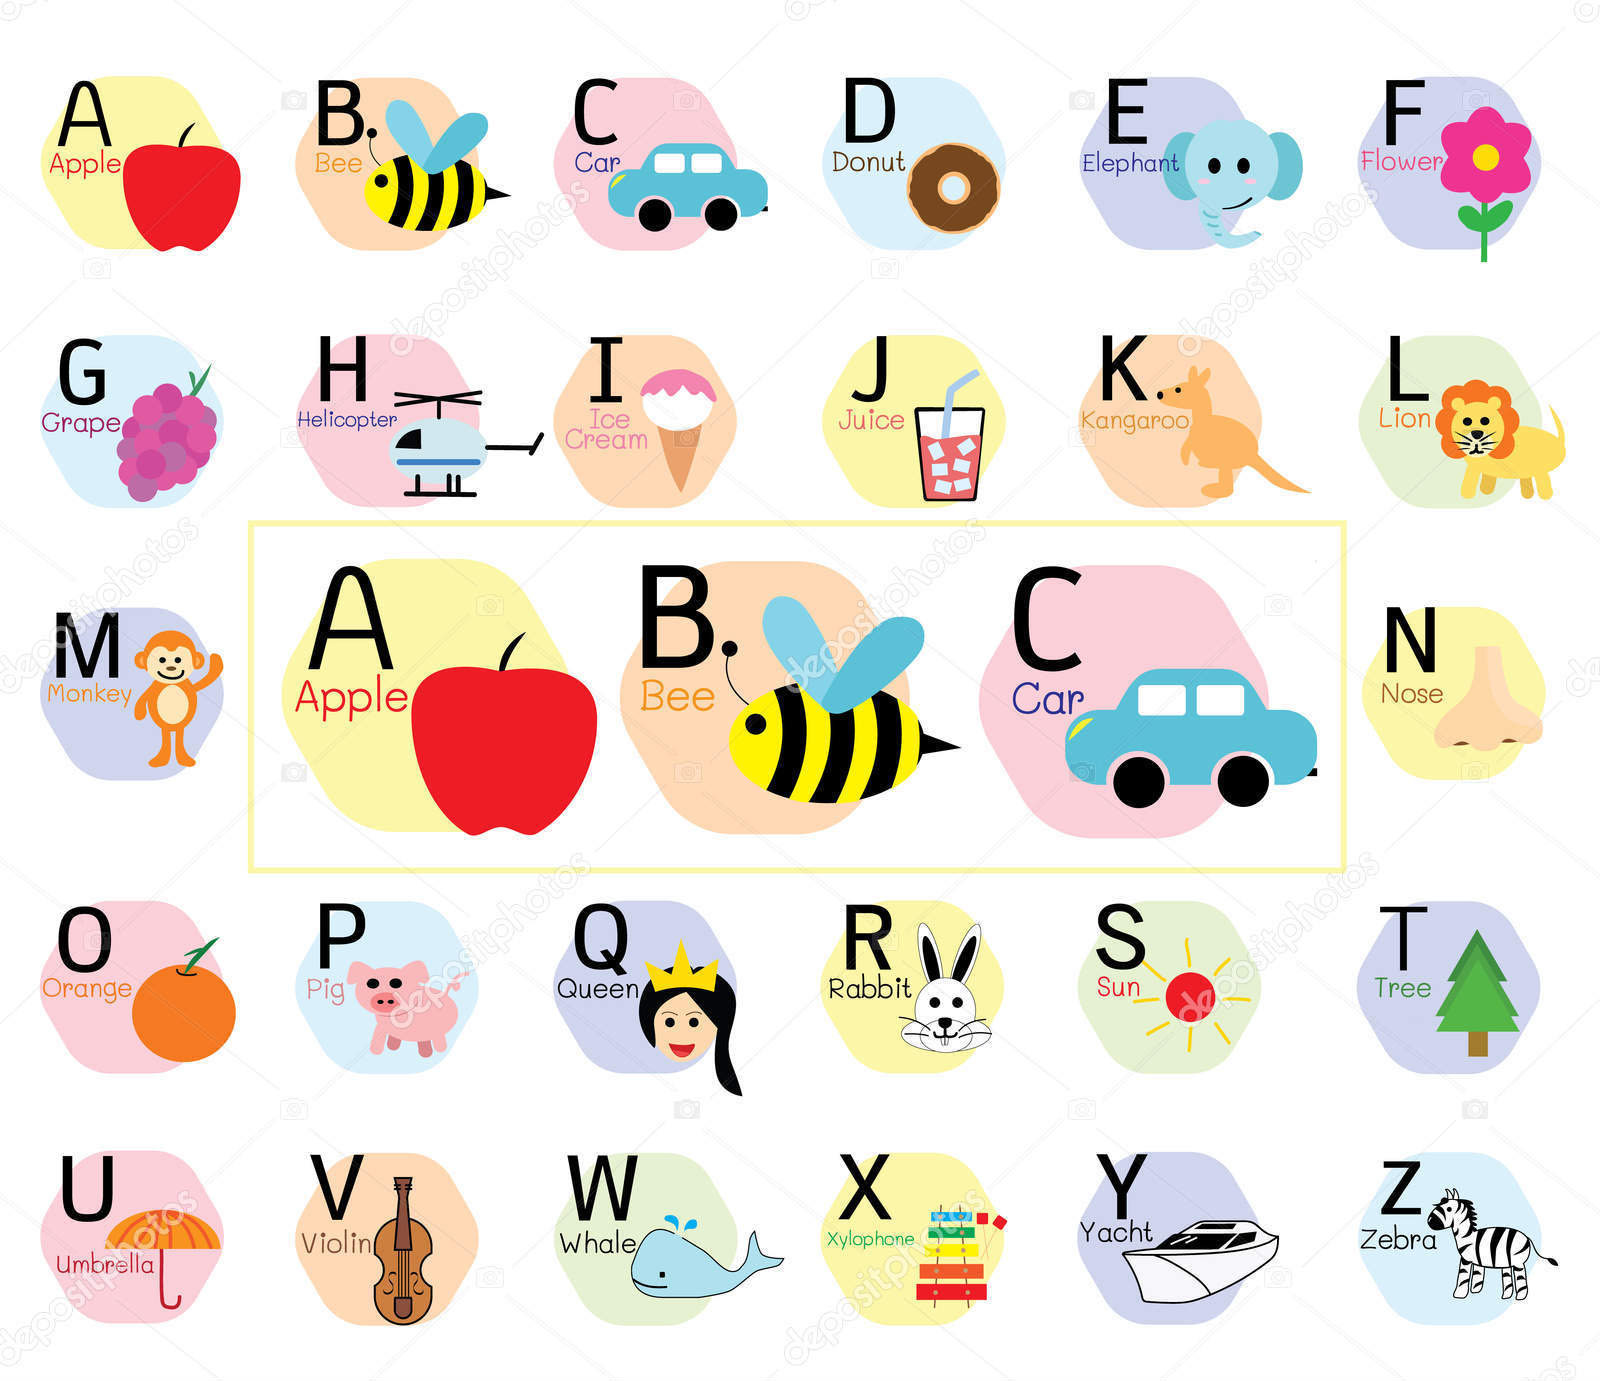 A
Apple
B
Bee
C
Car
D
Donut
E
Elephant
F
Flower
G
Grape
H
Helicopter
I
Ice
Cream
J
Juice
K
Kangaroo
L
Lion
M
Monkey
A
Apple
B
Bee
C
Car
N
Nose
O
Orange
P
Pig
Q
Queen
R
Rabbit
S
Sun
T
Tree
U
Umbrella
V
Violin
W
Whale
X
Xylophone
Y
Yacht
Z
Zebra
depositphotos